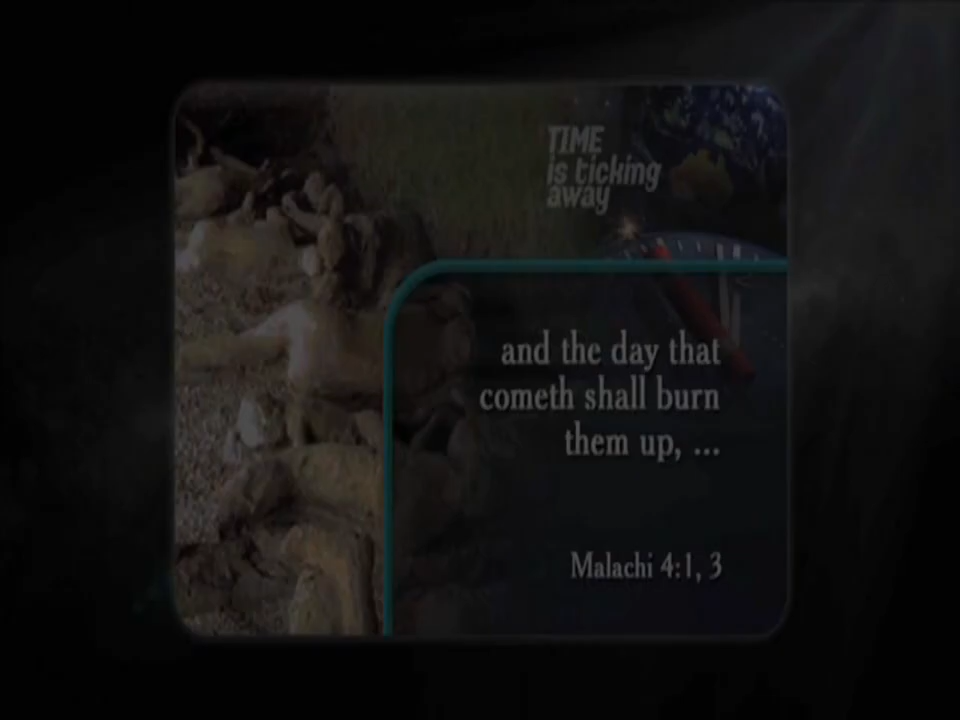 TIME
is ticking
away
and the day that
cometh shall burn
them up, ...
Malachi 4:1, 3